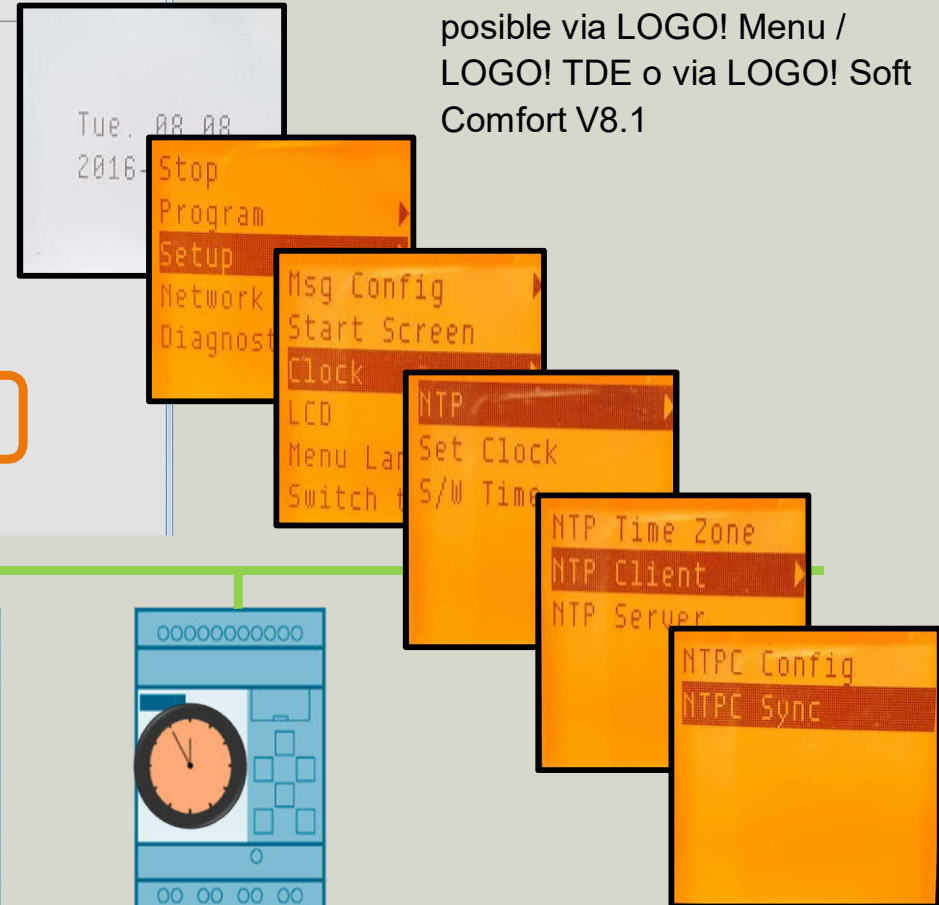 posible via LOGO! Menu /
LOGO! TDE o via LOGO! Soft
Comfort V8.1
Tue. 08 08
2016-
Stop
Program
Setup
Network
Diagnost
Msg Config
Start Screen
Clock
LCD
Menu Lan
Switch t
NTP
Set Clock
S/W Time
NTP Time Zone
NTP Client
NTP Server
NTPC Config
NTPC Sync